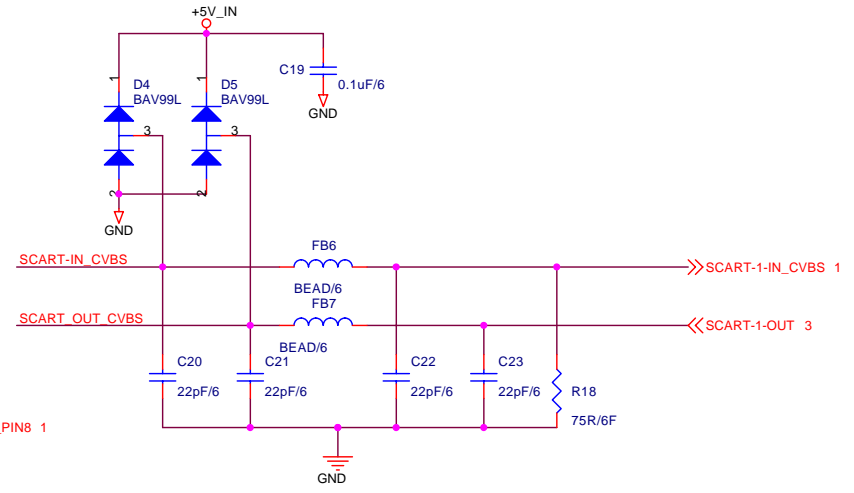 +5V_IN
C19
0.1uF/6
GND
1
D4
BAV99L
3
2
1
D5
BAV99L
3
2
GND
SCART-IN_CVBS
FB6
BEAD/6
SCART-1-IN_CVBS 1
SCART_OUT_CVBS
FB7
BEAD/6
SCART-1-OUT 3
C20
22pF/6
C21
22pF/6
C22
22pF/6
C23
22pF/6
R18
75R/6F
_PIN8 1
GND